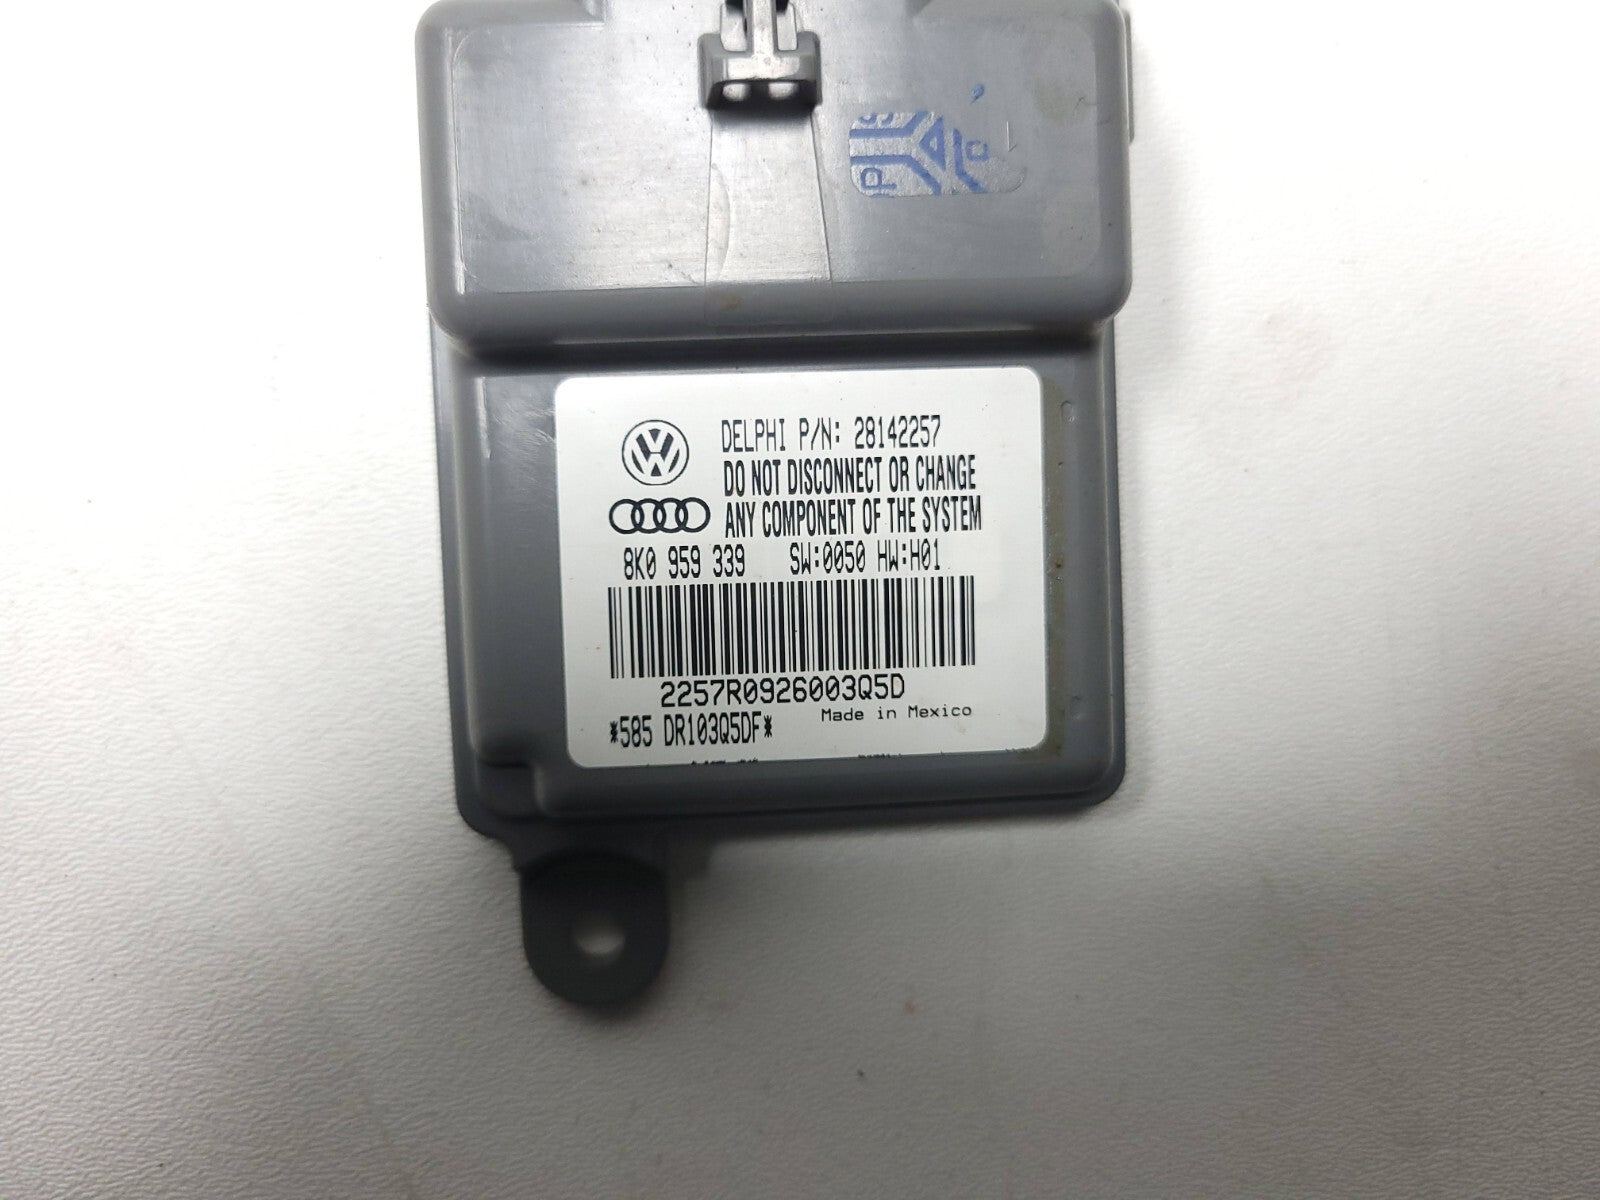 DELPHI P/N: 28142257
DO NOT DISCONNECT OR CHANGE
ANY COMPONENT OF THE SYSTEM
8K0 959 339 SW:0050 HW:H01
2257R0926003Q5D
*585 DR103Q5DF*
Made in Mexico